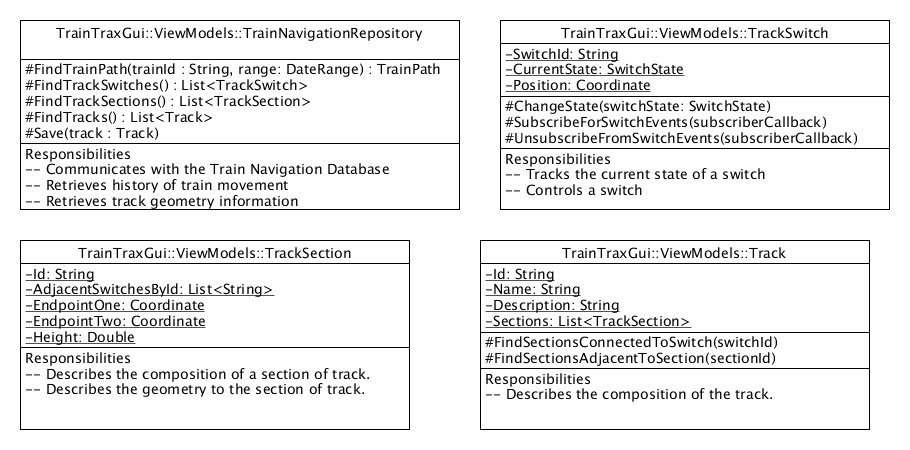 TrainTraxGui::ViewModels::TrainNavigationRepository
#FindTrainPath(trainId : String, range: DateRange) : TrainPath
#FindTrackSwitches() : List<TrackSwitch>
#FindTrackSections() : List<TrackSection>
#FindTracks() : List<Track>
#Save(track : Track)
Responsibilities
-- Communicates with the Train Navigation Database
-- Retrieves history of train movement
-- Retrieves track geometry information
TrainTraxGui::ViewModels::TrackSwitch
-SwitchId: String
-CurrentState: SwitchState
-Position: Coordinate
#ChangeState(switchState: SwitchState)
#SubscribeForSwitchEvents(subscriberCallback)
#UnsubscribeFromSwitchEvents(subscriberCallback)
Responsibilities
-- Tracks the current state of a switch
-- Controls a switch
TrainTraxGui::ViewModels::TrackSection
-Id: String
-AdjacentSwitchesById: List<String>
-EndpointOne: Coordinate
-EndpointTwo: Coordinate
-Height: Double
Responsibilities
-- Describes the composition of a section of track.
-- Describes the geometry to the section of track.
TrainTraxGui::ViewModels::Track
-Id: String
-Name: String
-Description: String
-Sections: List<TrackSection>
#FindSectionsConnectedToSwitch(switchId)
#FindSectionsAdjacentToSection(sectionId)
Responsibilities
-- Describes the composition of the track.